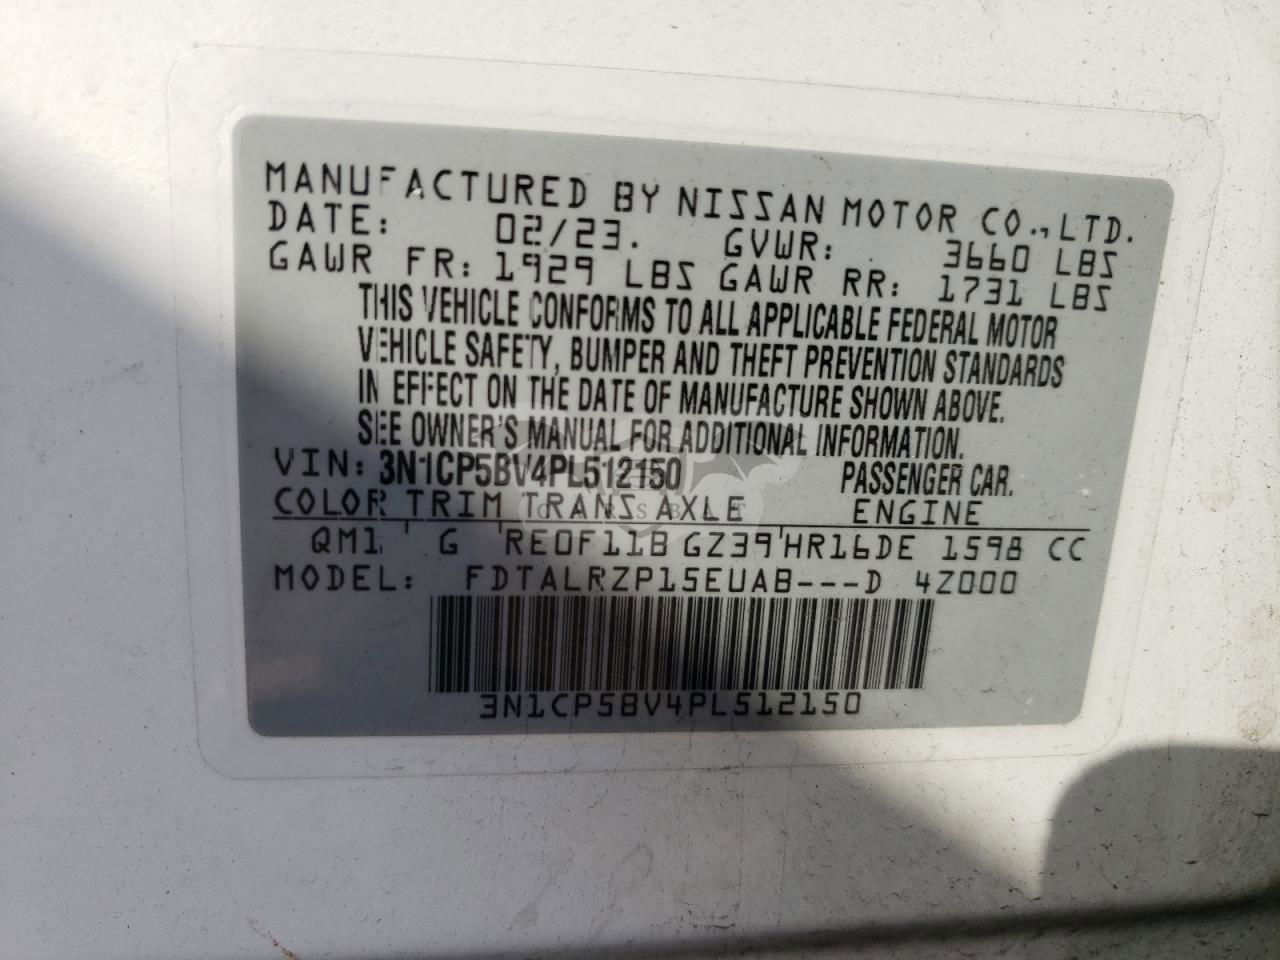 MANUFACTURED BY NISSAN MOTOR CO., LTD.
DATE: 02/23. GVWR: 3660 LBS
GAWR FR: 1929 LBS GAWR RR: 1731 LBS
THIS VEHICLE CONFORMS TO ALL APPLICABLE FEDERAL MOTOR
VEHICLE SAFETY, BUMPER AND THEFT PREVENTION STANDARDS
IN EFFECT ON THE DATE OF MANUFACTURE SHOWN ABOVE.
SEE OWNER'S MANUAL FOR ADDITIONAL INFORMATION.
VIN: 3N1CP5BV4PL512150 PASSENGER CAR.
COLOR TRIM TRANS AXLE ENGINE
QM1 G RE0F11B GZ39 HR16DE 1598 CC
MODEL: FDTALRZP15EUAB---D 4Z000
3N1CP5BV4PL512150